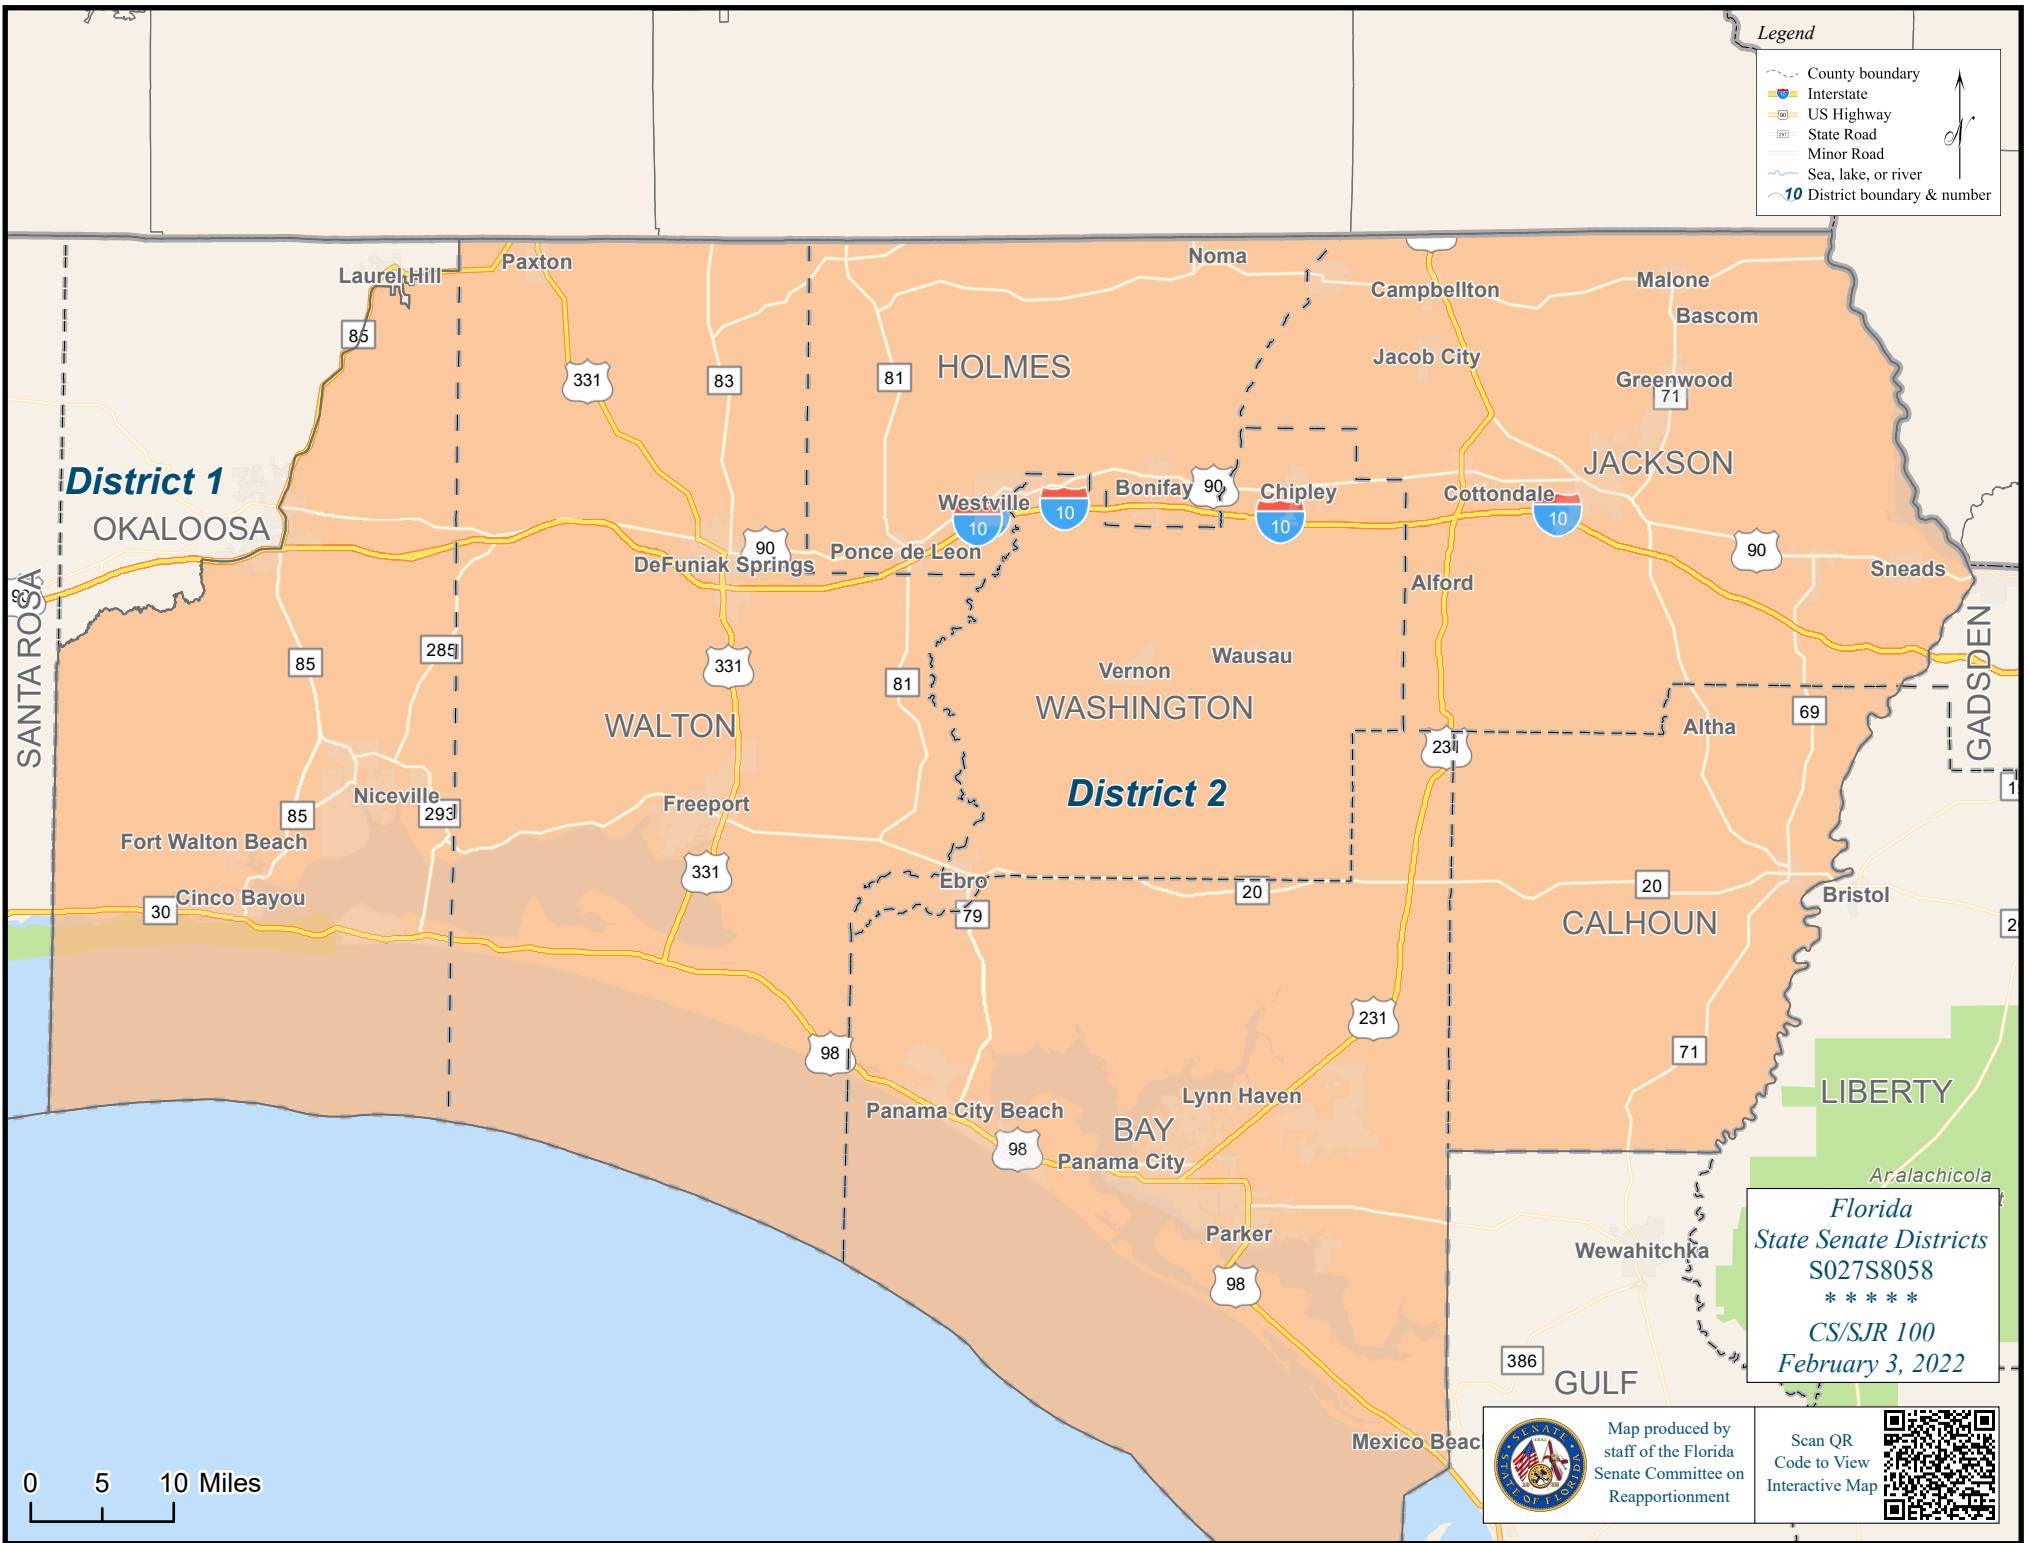 Legend
County boundary
Interstate
US Highway
State Road
Minor Road
Sea, lake, or river
10 District boundary & number
N
Laurel Hill
Paxton
Noma
Campbellton
Malone
Bascom
85
331
83
81
HOLMES
Jacob City
Greenwood
71
JACKSON
District 1
OKALOOSA
Westville
10
10
Bonifay
90
Chipley
10
Cottondale
10
90
Ponce de Leon
DeFuniak Springs
90
Sneads
Alford
SANTA ROSA
GADSDEN
85
285
331
81
Vernon
Wausau
WASHINGTON
WALTON
69
Altha
231
District 2
Niceville
85
293
Freeport
Fort Walton Beach
331
Ebro
20
20
Bristol
Cinco Bayou
30
79
CALHOUN
98
231
71
LIBERTY
Lynn Haven
Panama City Beach
BAY
98
Panama City
Apalachicola
Parker
98
Wewahitchka
386
GULF
Mexico Beac
Florida
State Senate Districts
S027S8058
* * * * *
CS/SJR 100
February 3, 2022
SENATE
STATE OF FLORIDA
Map produced by
staff of the Florida
Senate Committee on
Reapportionment
Scan QR
Code to View
Interactive Map
0 5 10 Miles